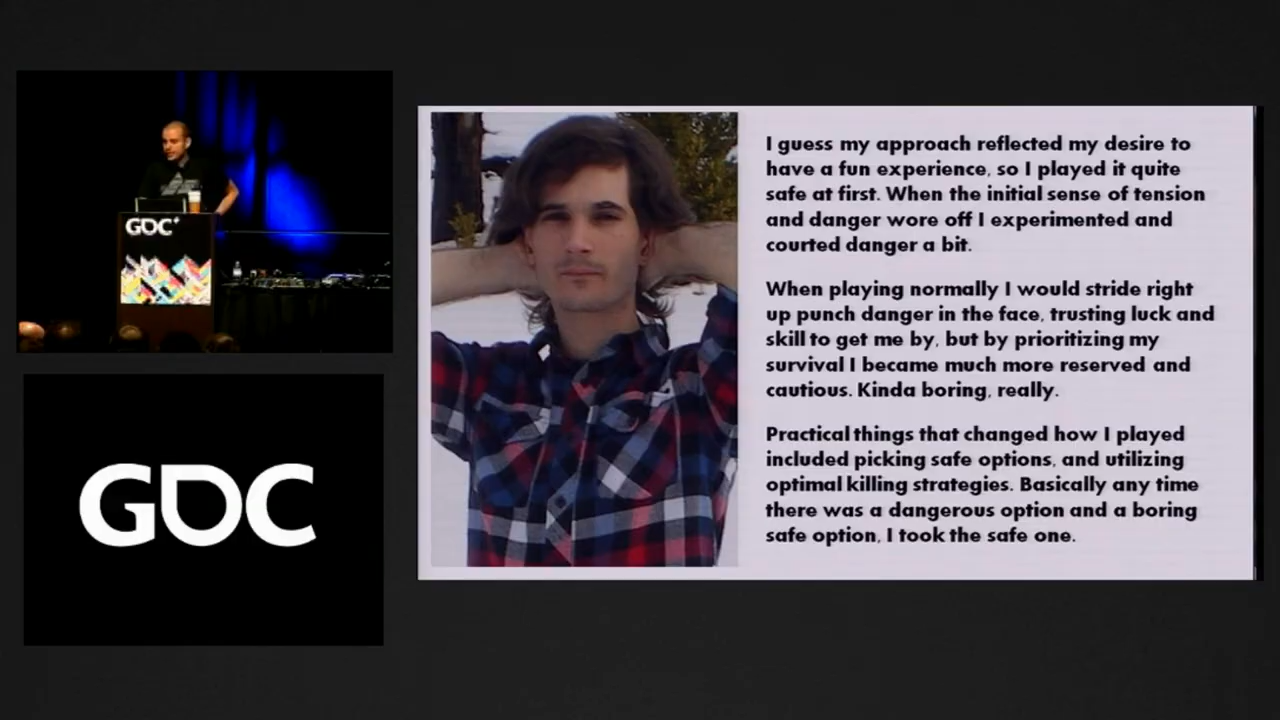 GDC
GDC
I guess my approach reflected my desire to
have a fun experience, so I played it quite
safe at first. When the initial sense of tension
and danger wore off I experimented and
courted danger a bit.
When playing normally I would stride right
up punch danger in the face, trusting luck and
skill to get me by, but by prioritizing my
survival I became much more reserved and
cautious. Kinda boring, really.
Practical things that changed how I played
included picking safe options, and utilizing
optimal killing strategies. Basically any time
there was a dangerous option and a boring
safe option, I took the safe one.